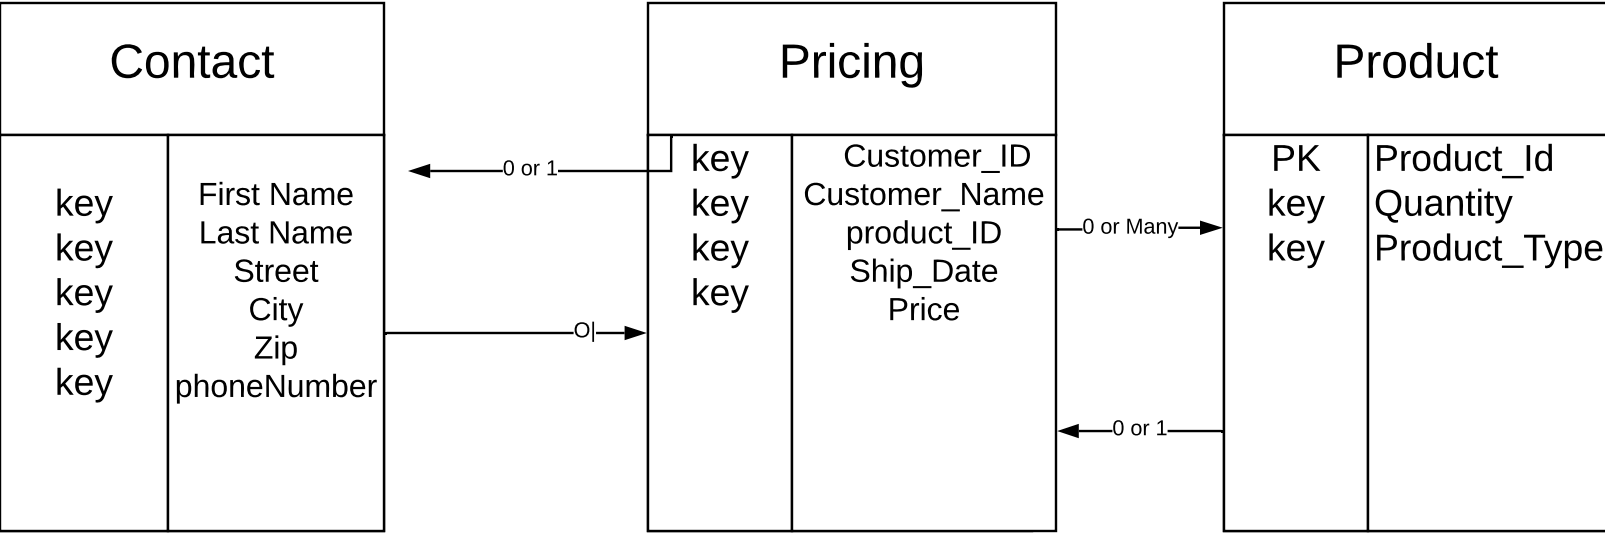 Contact
key
key
key
key
key
First Name
Last Name
Street
City
Zip
phoneNumber
0 or 1
O|
Pricing
key
key
key
key
Customer_ID
Customer_Name
product_ID
Ship_Date
Price
0 or Many
0 or 1
Product
PK
key
key
Product_Id
Quantity
Product_Type